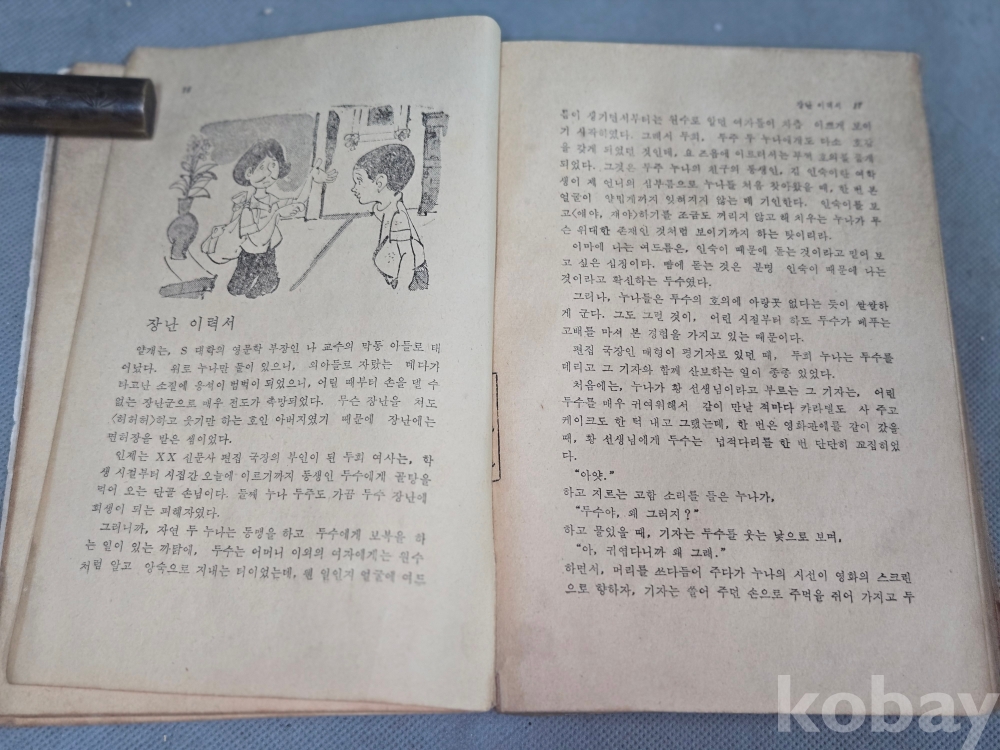 장난 이력서
얄개는, S 대학의 영문학 부장인 나 교수의 막동 아들로 태
어났다. 위로 누나만 둘이 있으니, 외아들로 자랐는 데다가
타고난 소질에 응석이 범벅이 되었으니, 어릴 때부터 손을 댈 수
없는 장난군으로 매우 전도가 촉망되었다. 무슨 장난을 쳐도
〈허허허〉하고 웃기만 하는 호인 아버지였기 때문에 장난에는
면허장을 받은 셈이었다.
인제는 XX 신문사 편집 국장의 부인이 된 두희 여사는, 학
생 시절부터 시집간 오늘에 이르기까지 동생인 두수에게 골탕을
먹어 오는 단골 손님이다. 둘째 누나 두주도 가끔 두수 장난에
희생이 되는 피해자였다.
그러니까, 자연 두 누나는 동맹을 하고 두수에게 보복을 하
는 일이 있는 까닭에, 두수는 어머니 이외의 여자에게는 원수
처럼 알고 앙숙으로 지내는 터이었는데, 웬 일인지 얼굴에 여드
장난 이력서 17
름이 생기면서부터는 원수로 알던 여자들이 차츰 이쁘게 보이
기 시작하였다. 그래서 두희, 두주 두 누나에게도 다소 호감
을 갖게 되었던 것인데, 요 즈음에 이르러서는 부쩍 호의를 품게
되었다. 그것은 두주 누나의 친구의 동생인, 김 인숙이란 여학
생이 제 언니의 심부름으로 누나를 처음 찾아왔을 때, 한 번 본
얼굴이 얄밉게까지 잊혀지지 않는 데 기인한다. 인숙이를 보
고〈얘야, 쟤야〉하기를 조금도 꺼리지 않고 해 치우는 누나가 무
슨 위대한 존재인 것처럼 보이기까지 하는 탓이리라.
이마에 나는 여드름은, 인숙이 때문에 돋는 것이라고 믿어 보
고 싶은 심정이다. 뺨에 돋는 것은 분명 인숙이 때문에 나는
것이라고 확신하는 두수였다.
그러나, 누나들은 두수의 호의에 아랑곳 없다는 듯이 쌀쌀하
게 군다. 그도 그럴 것이, 어린 시절부터 하도 두수가 베푸는
고배를 마셔 본 경험을 가지고 있는 때문이다.
편집 국장인 매형이 평기자로 있던 때, 두희 누나는 두수를
데리고 그 기자와 함께 산보하는 일이 종종 있었다.
처음에는, 누나가 황 선생님이라고 부르는 그 기자는, 어린
두수를 매우 귀여워해서 같이 만날 적마다 카라멜도 사 주고
케이크도 한 턱 내고 그랬는데, 한 번은 영화관에를 같이 갔을
때, 황 선생님에게 두수는 넙적다리를 한 번 단단히 꼬집히었
다.
“아얏.”
하고 지르는 고함 소리를 들은 누나가,
“두수야, 왜 그러지?”
하고 물었을 때, 기자는 두수를 웃는 낯으로 보며,
“아, 귀엽다니까 왜 그래.”
하면서, 머리를 쓰다듬어 주다가 누나의 시선이 영화의 스크린
으로 향하자, 기자는 쓸어 주던 손으로 주먹을 쥐어 가지고 두
kobay